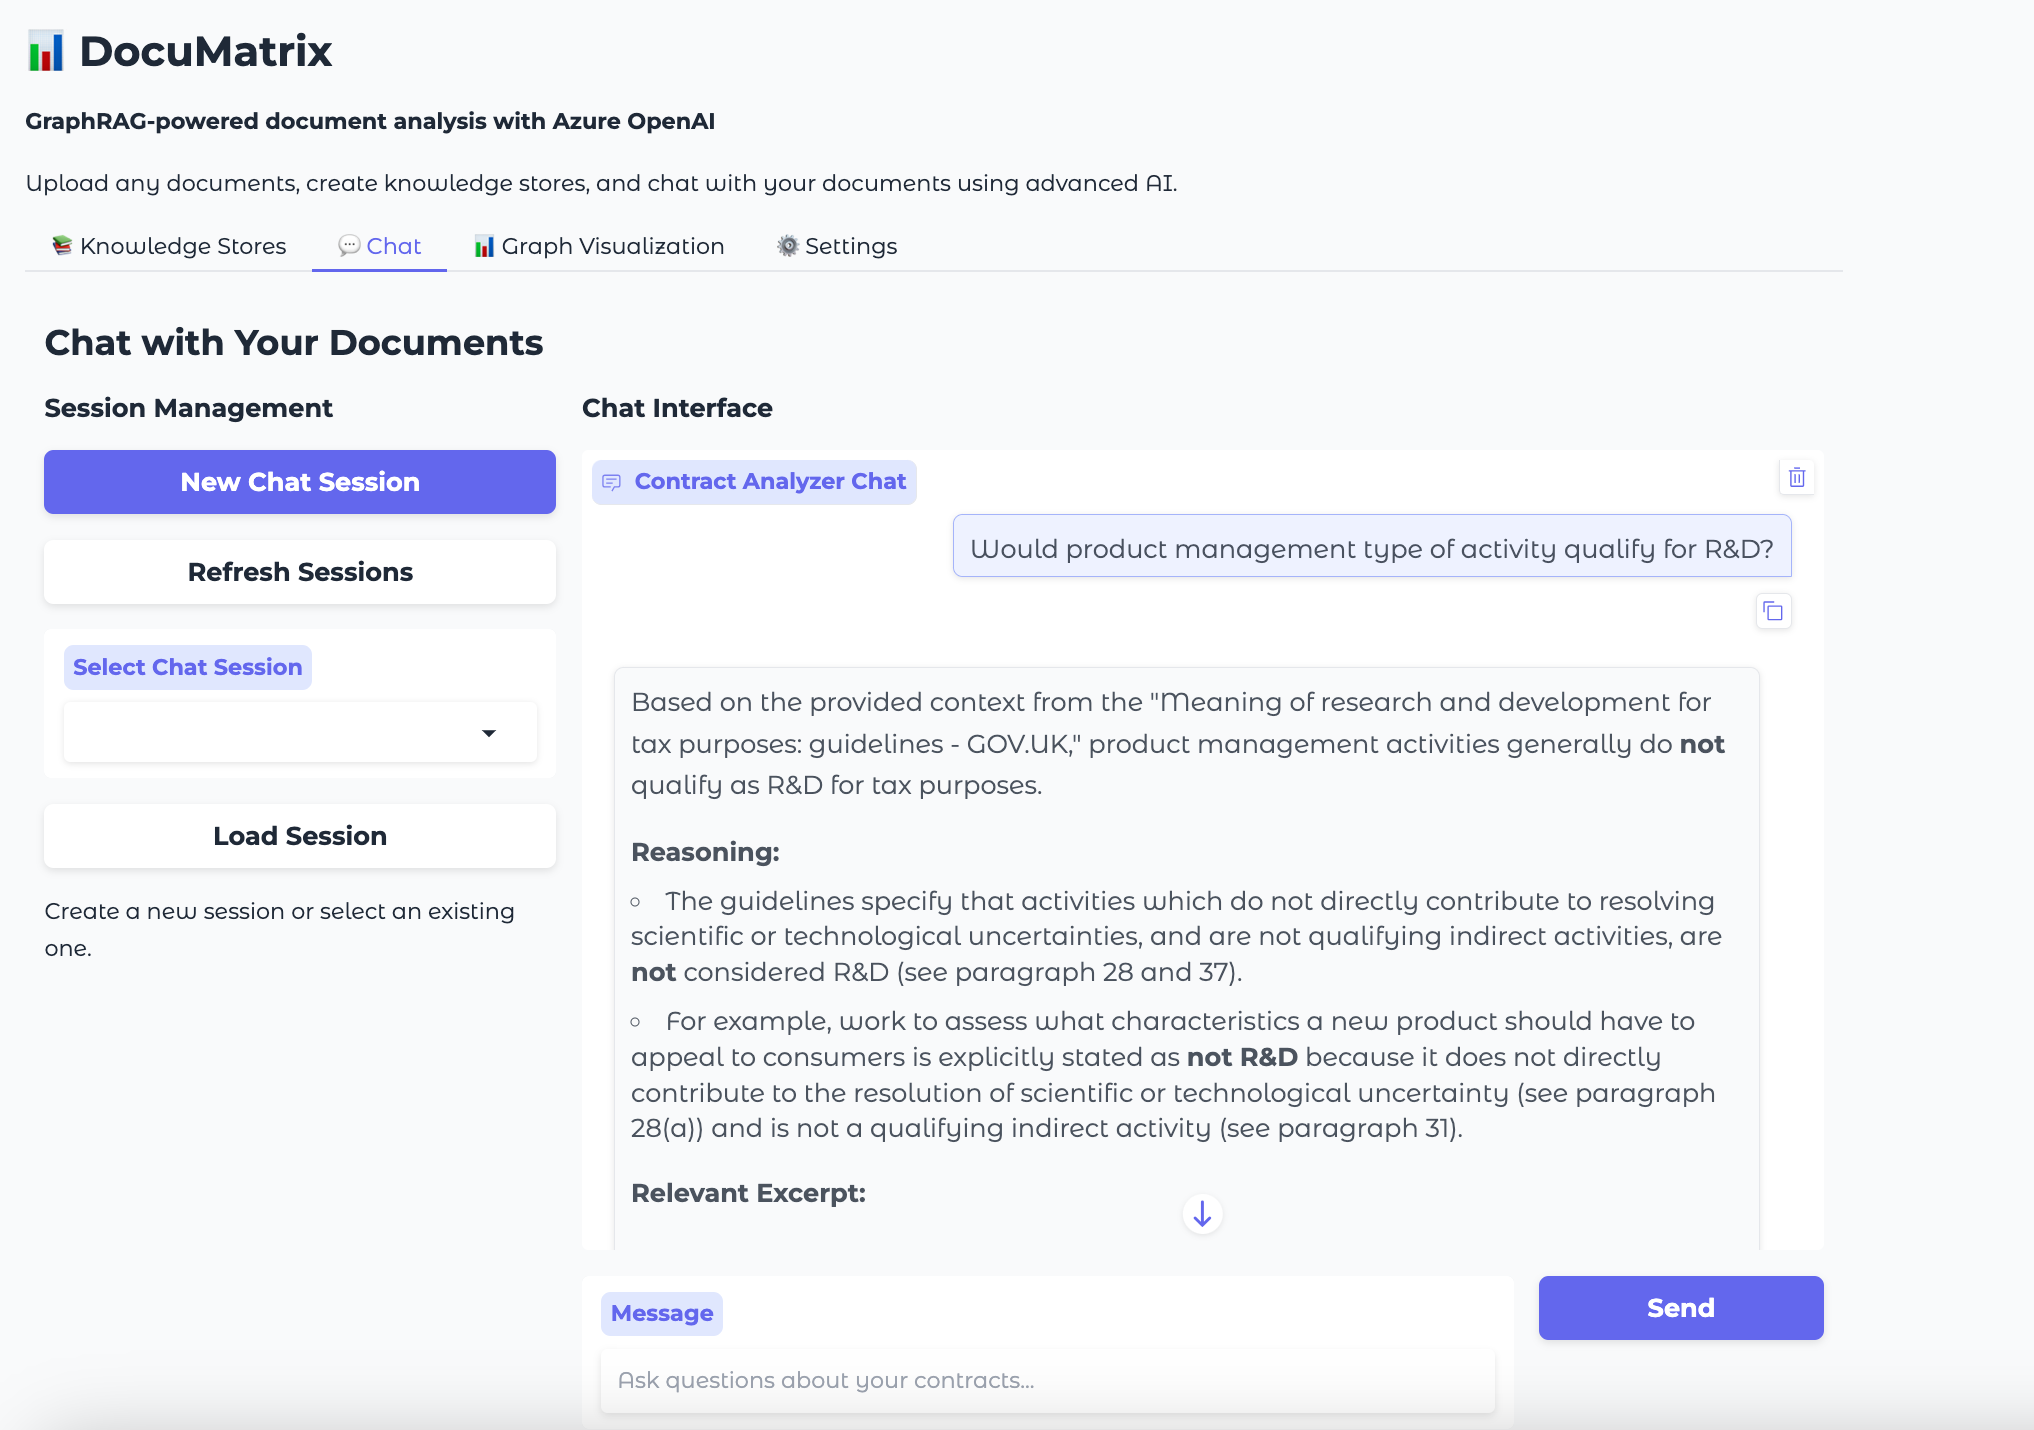 📊 DocuMatrix
GraphRAG-powered document analysis with Azure OpenAI
Upload any documents, create knowledge stores, and chat with your documents using advanced AI.
📚 Knowledge Stores
💬 Chat
📊 Graph Visualization
⚙️ Settings
Chat with Your Documents
Session Management
New Chat Session
Refresh Sessions
Select Chat Session
Load Session
Create a new session or select an existing
one.
Chat Interface
Contract Analyzer Chat
Would product management type of activity qualify for R&D?
Based on the provided context from the "Meaning of research and development for
tax purposes: guidelines - GOV.UK," product management activities generally do not
qualify as R&D for tax purposes.
Reasoning:
◦ The guidelines specify that activities which do not directly contribute to resolving
scientific or technological uncertainties, and are not qualifying indirect activities, are
not considered R&D (see paragraph 28 and 37).
◦ For example, work to assess what characteristics a new product should have to
appeal to consumers is explicitly stated as not R&D because it does not directly
contribute to the resolution of scientific or technological uncertainty (see paragraph
28(a)) and is not a qualifying indirect activity (see paragraph 31).
Relevant Excerpt:
Message
Ask questions about your contracts...
Send